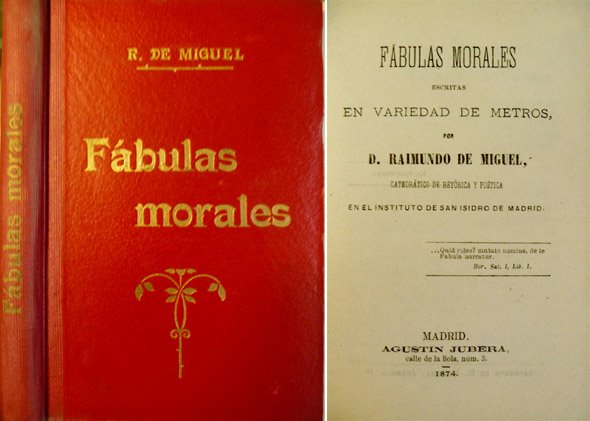 Fábulas morales
R. DE MIGUEL
Fábulas
morales
FÁBULAS MORALES
ESCRITAS
EN VARIEDAD DE METROS,
POR
D. RAIMUNDO DE MIGUEL,
CATEDRÁTICO DE RETÓRICA Y POÉTICA
EN EL INSTITUTO DE SAN ISIDRO DE MADRID.
...Quid rides? mutato nomine, de te
Fabula narratur.
Hor. Sat. I, Lib. I.
MADRID.
AGUSTIN JUBERA,
calle de la Bola, núm. 3.
1874.